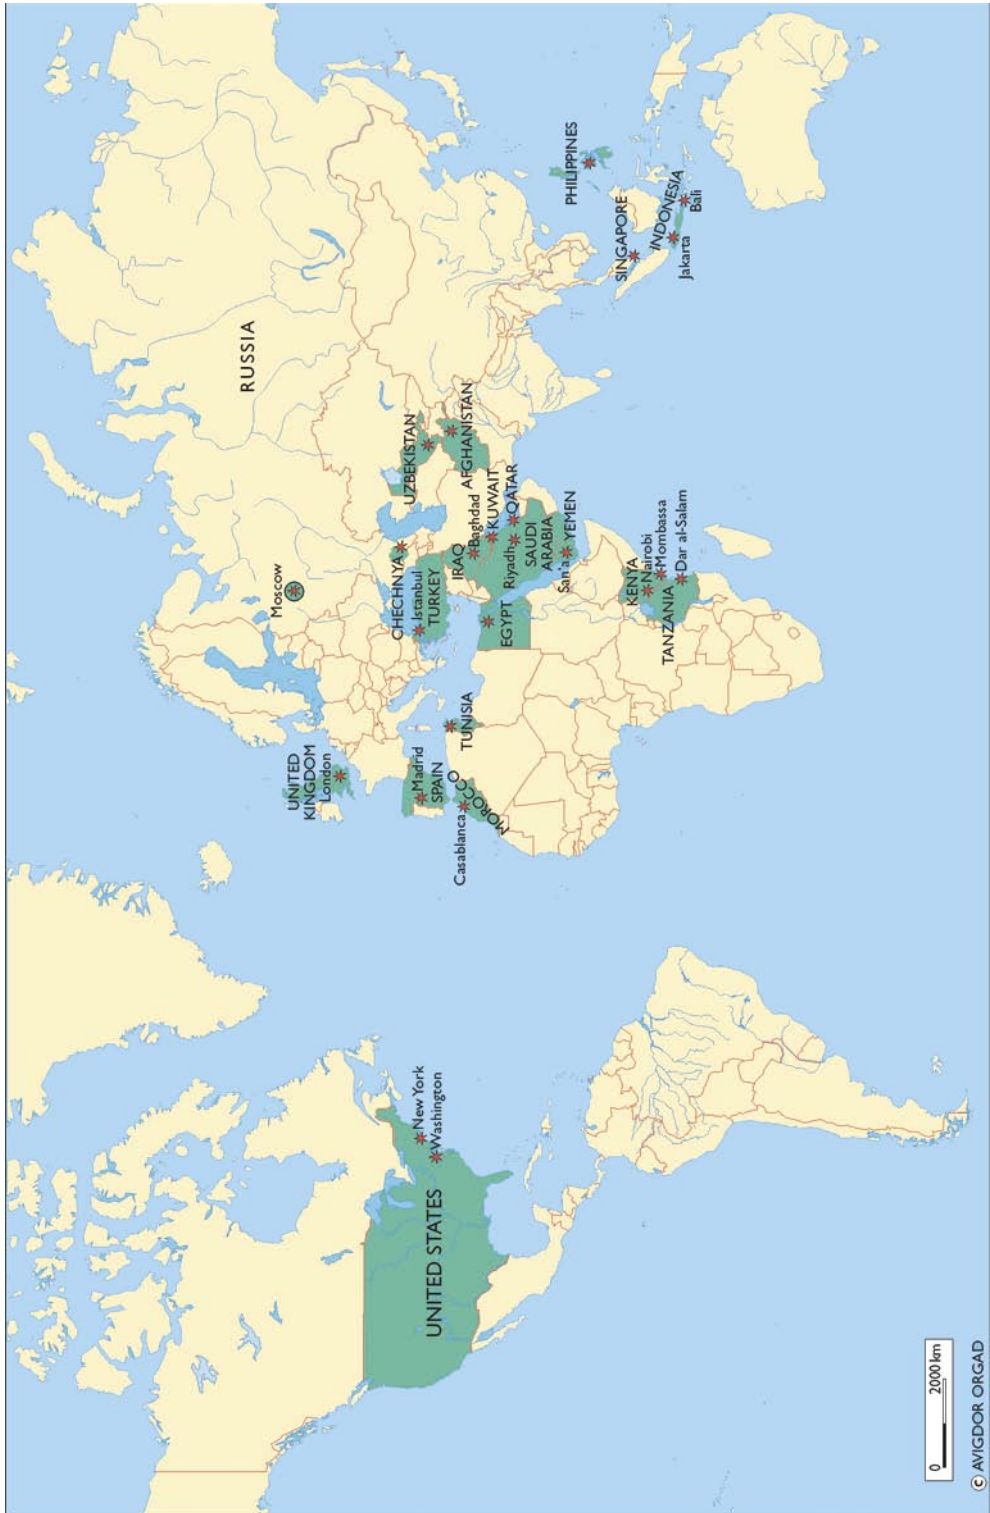 RUSSIA
Moscow
UNITED
KINGDOM
London
CHECHNYA
Istanbul
TURKEY
UZBEKISTAN
AFGHANISTAN
Madrid
SPAIN
Casablanca
MOROCCO
TUNISIA
EGYPT
IRAQ
Baghdad
KUWAIT
QATAR
Riyadh
SAUDI
ARABIA
San'a
YEMEN
KENYA
Nairobi
Mombassa
TANZANIA
Dar al-Salam
PHILIPPINES
SINGAPORE
INDONESIA
Jakarta
Bali
New York
Washington
UNITED STATES
0 2000 km
© AVIGDOR ORGAD